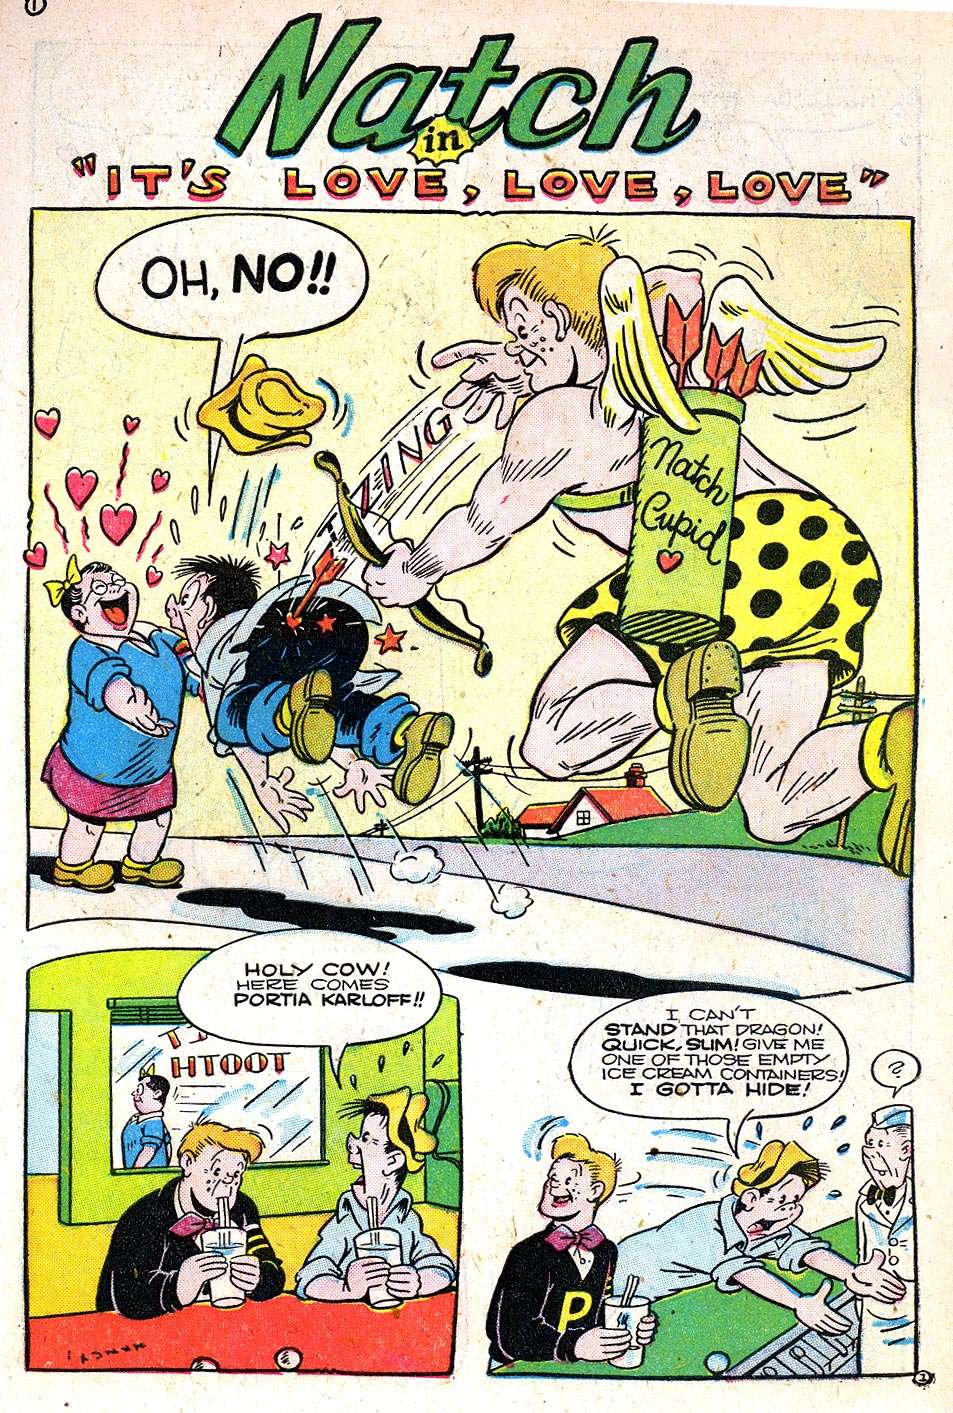 1
Natch
in
"IT'S LOVE, LOVE, LOVE"
OH, NO!!
ZING
Natch
Cupid
HOLY COW!
HERE COMES
PORTIA KARLOFF!!
HTOOT
I CAN'T
STAND THAT DRAGON!
QUICK, SLIM! GIVE ME
ONE OF THOSE EMPTY
ICE CREAM CONTAINERS!
I GOTTA HIDE!
?
P